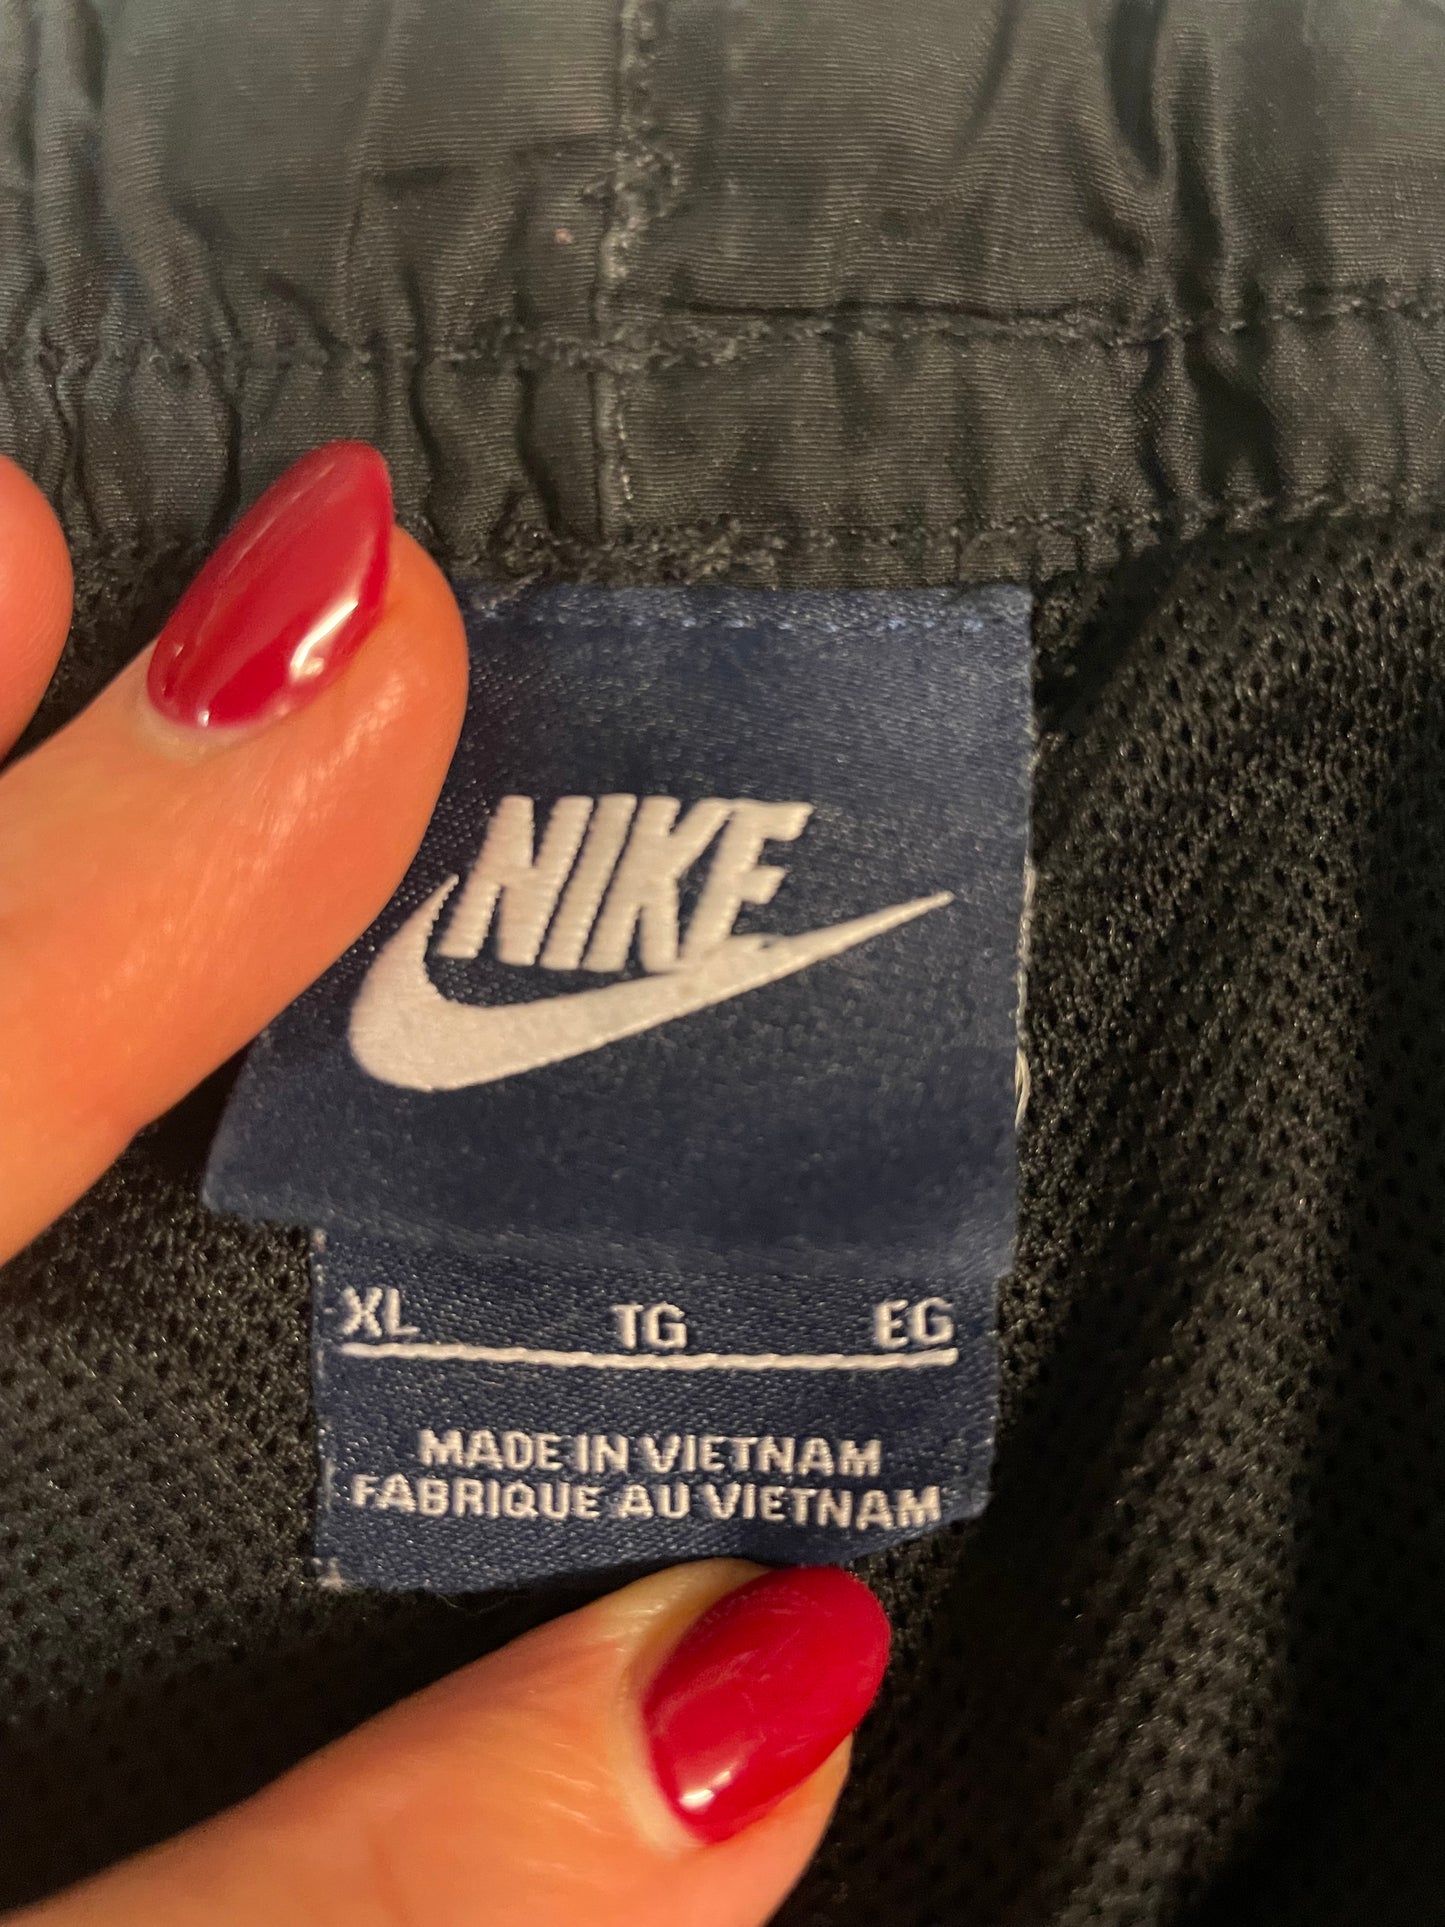 NIKE
XL TG EG
MADE IN VIETNAM
FABRIQUE AU VIETNAM